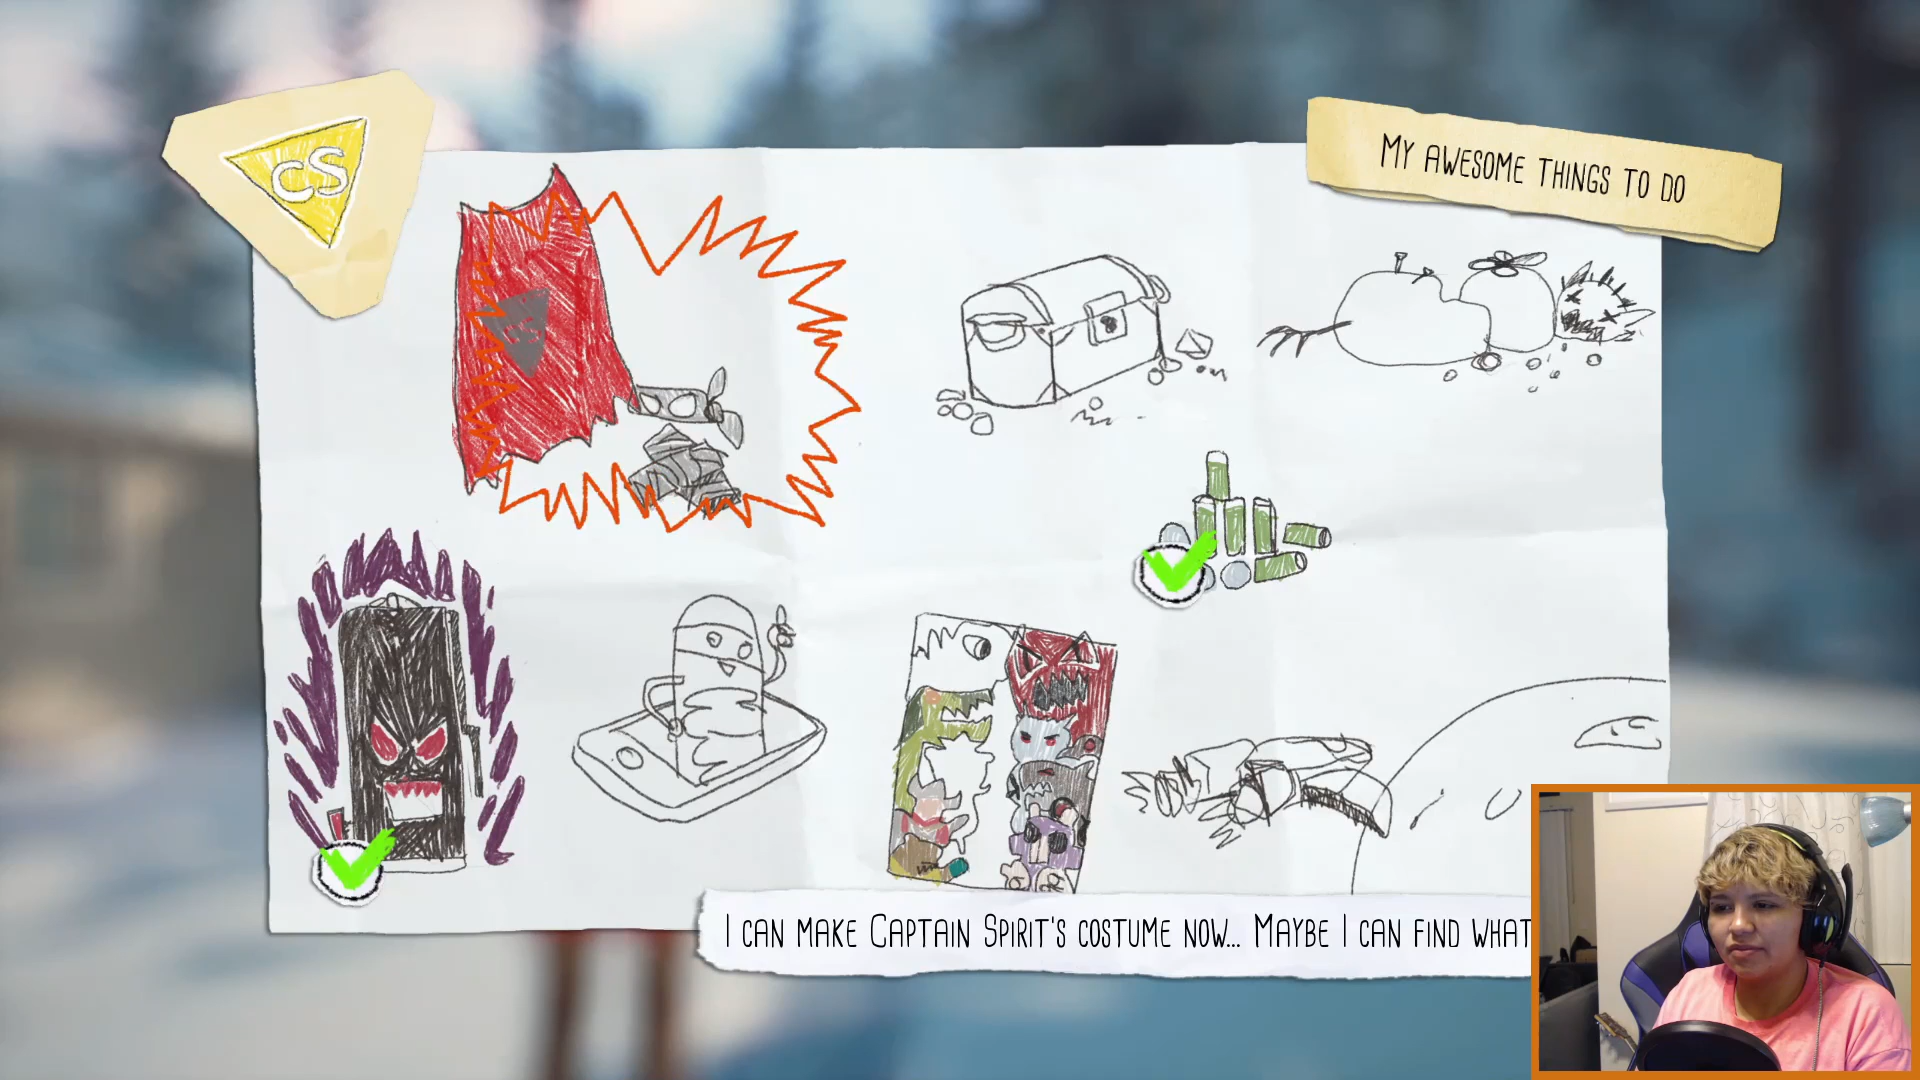 CS
My awesome things to do
I can make Captain Spirit's costume now... Maybe I can find what